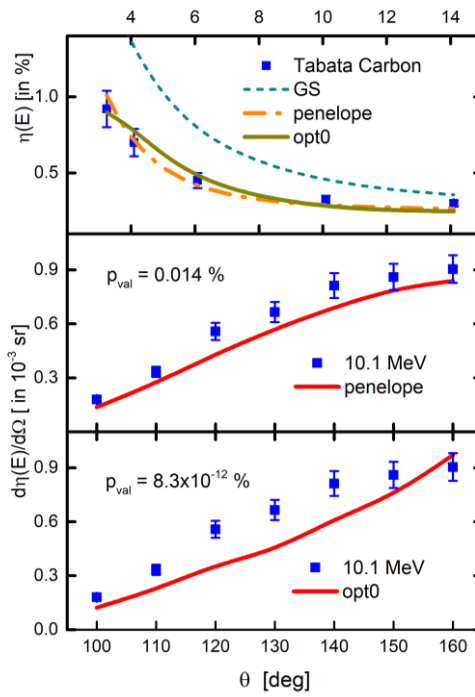 4 6 8 10 12 14
η(E) [in %]
1.0
0.5
Tabata Carbon
GS
penelope
opt0
dη(E)/dΩ [ in 10⁻³ sr]
0.9
0.6
0.3
p_val = 0.014 %
10.1 MeV
penelope
0.9
0.6
0.3
0.0
p_val = 8.3x10⁻¹² %
10.1 MeV
opt0
100 110 120 130 140 150 160
θ [deg]